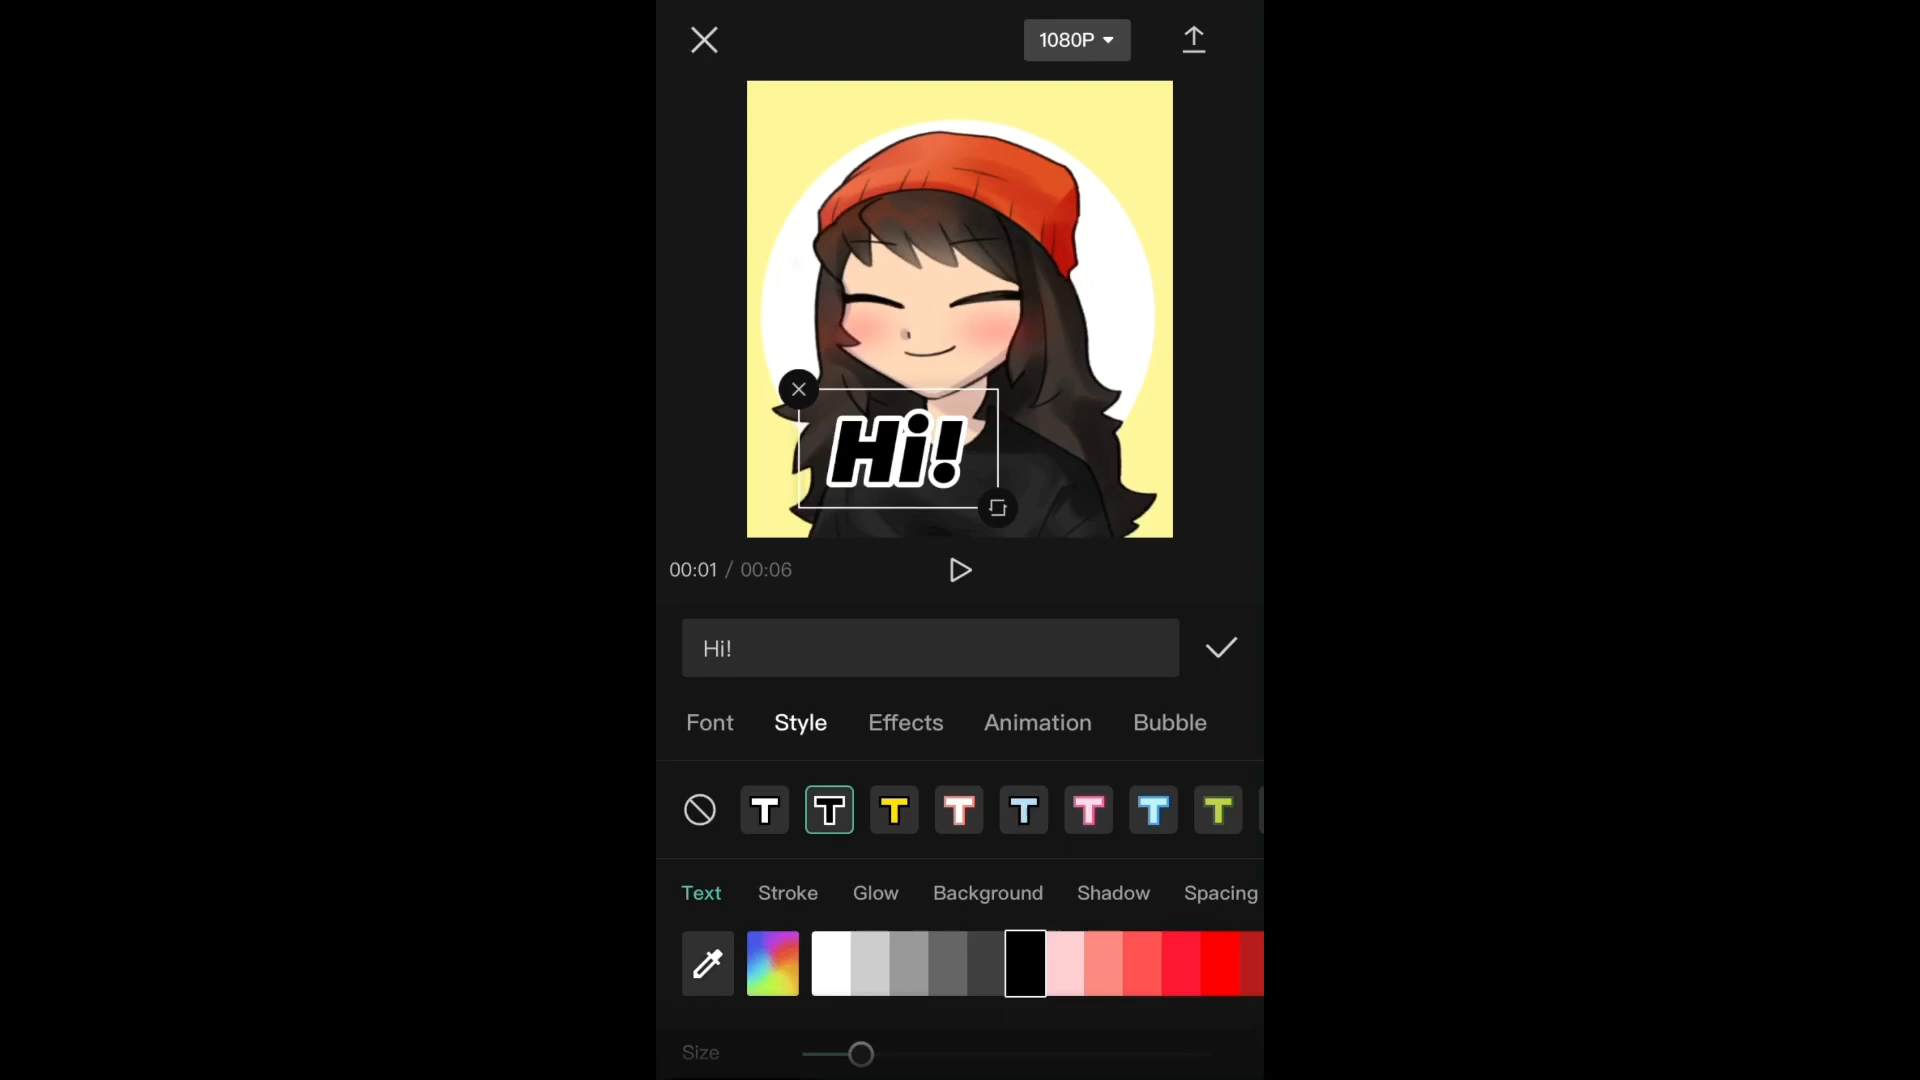 1080P
Hi!
00:01 / 00:06
Hi!
Font Style Effects Animation Bubble
T T T T T T T T
Text Stroke Glow Background Shadow Spacing
Size